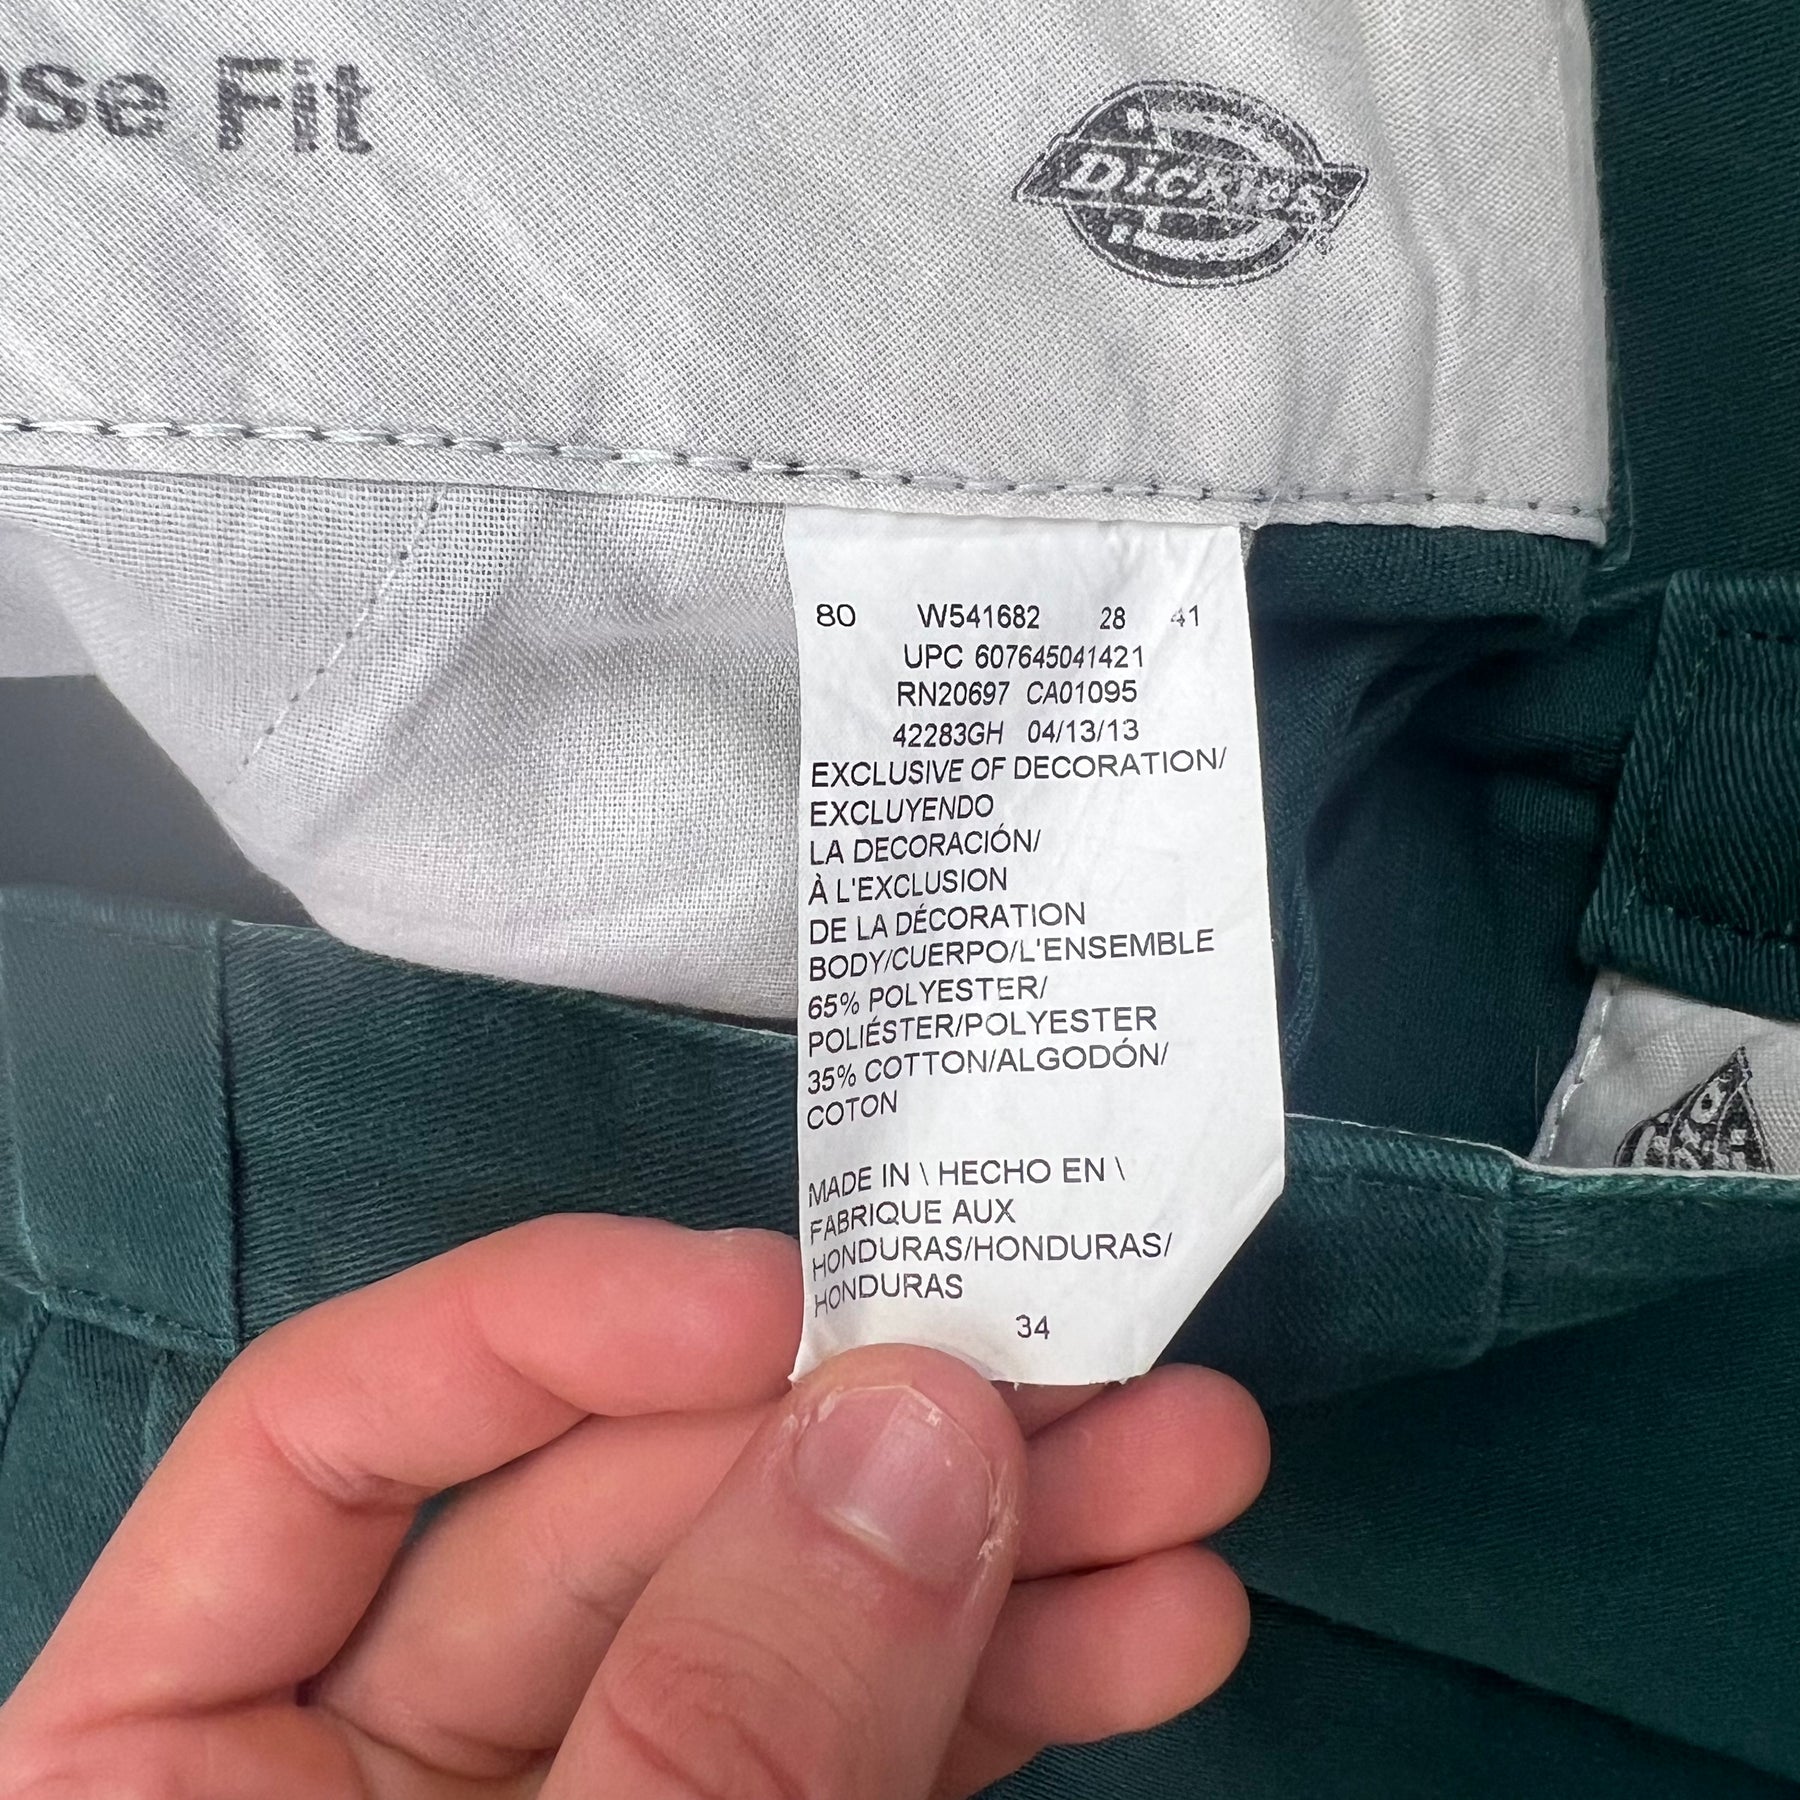 ose Fit
Dickies
80 W541682 28 41
UPC 607645041421
RN20697 CA01095
42283GH 04/13/13
EXCLUSIVE OF DECORATION/
EXCLUYENDO
LA DECORACIÓN/
À L'EXCLUSION
DE LA DÉCORATION
BODY/CUERPO/L'ENSEMBLE
65% POLYESTER/
POLIÉSTER/POLYESTER
35% COTTON/ALGODÓN/
COTON
MADE IN \ HECHO EN \
FABRIQUE AUX
HONDURAS/HONDURAS/
HONDURAS
34